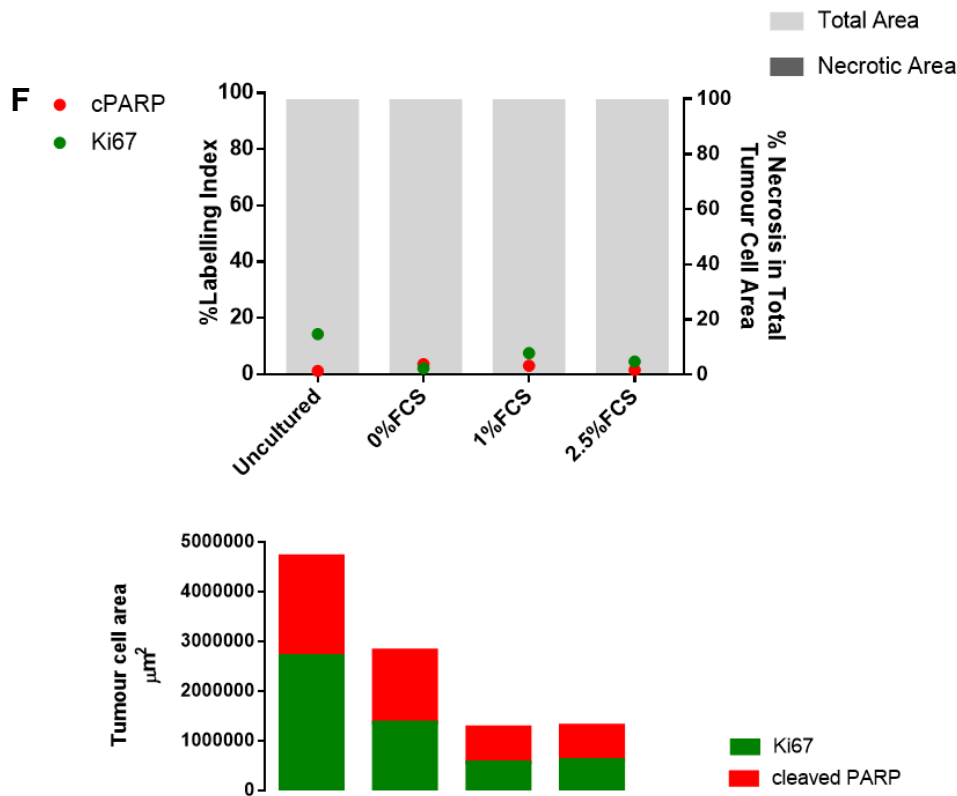 Total Area
Necrotic Area
F
cPARP
Ki67
%Labelling Index
100
80
60
40
20
0
100
80
60
40
20
0
% Necrosis in Total
Tumour Cell Area
Uncultured
0%FCS
1%FCS
2.5%FCS
Tumour cell area
μm²
5000000
4000000
3000000
2000000
1000000
0
Ki67
cleaved PARP